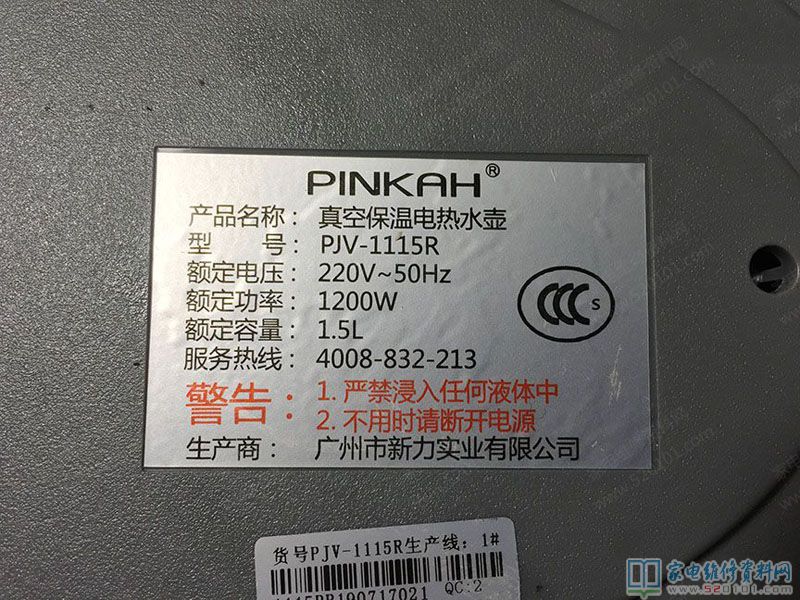 PINKAH®
产品名称：真空保温电热水壶
型　　号：PJV-1115R
额定电压：220V~50Hz
额定功率：1200W
额定容量：1.5L
服务热线：4008-832-213
警告：1. 严禁浸入任何液体中
2. 不用时请断开电源
生产商：广州市新力实业有限公司
CCC S
货号PJV-1115R生产线：1#
QC:2
家电维修资料网
www.520101.com